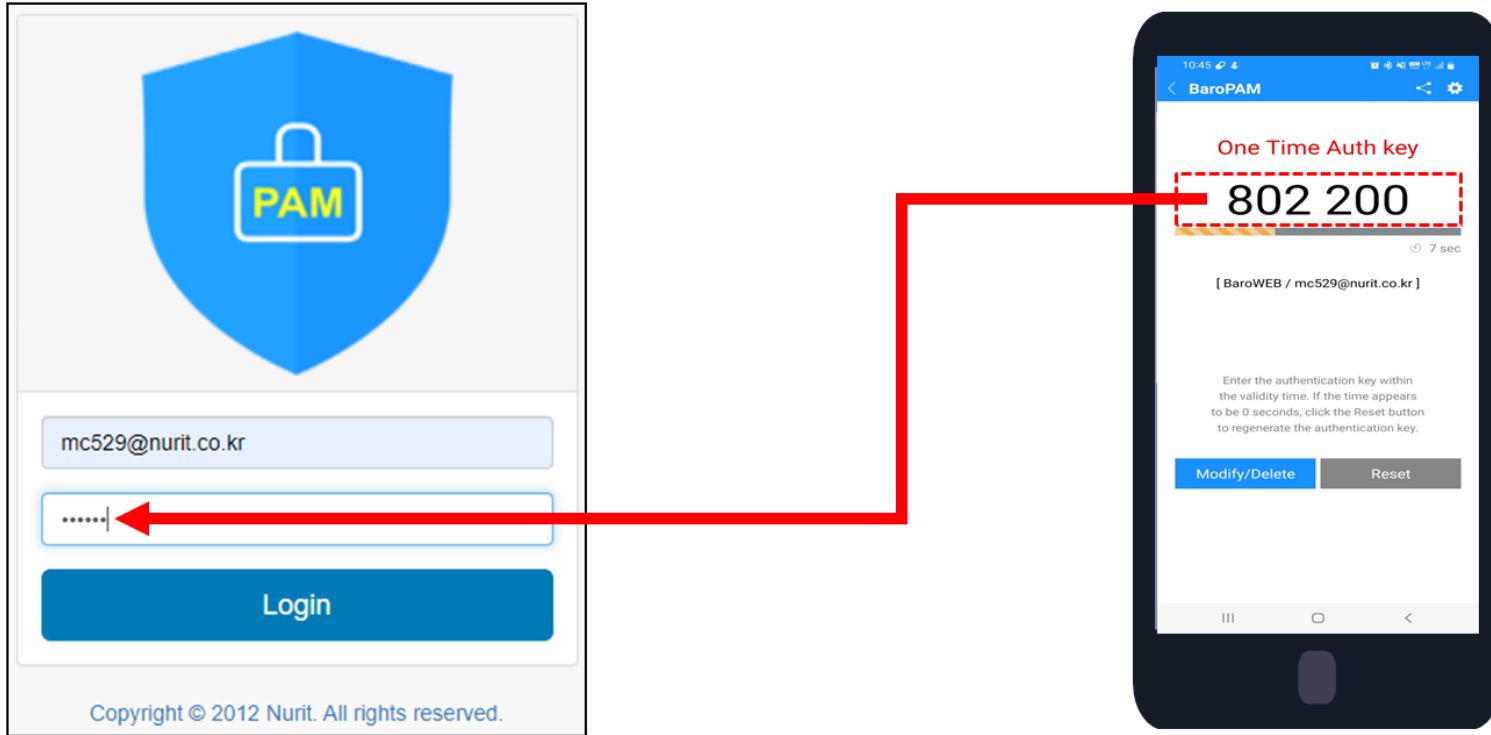 PAM
mc529@nurit.co.kr
••••••
Login
Copyright © 2012 Nurit. All rights reserved.
10:45
BaroPAM
One Time Auth key
802 200
7 sec
[ BaroWEB / mc529@nurit.co.kr ]
Enter the authentication key within
the validity time. If the time appears
to be 0 seconds, click the Reset button
to regenerate the authentication key.
Modify/Delete
Reset